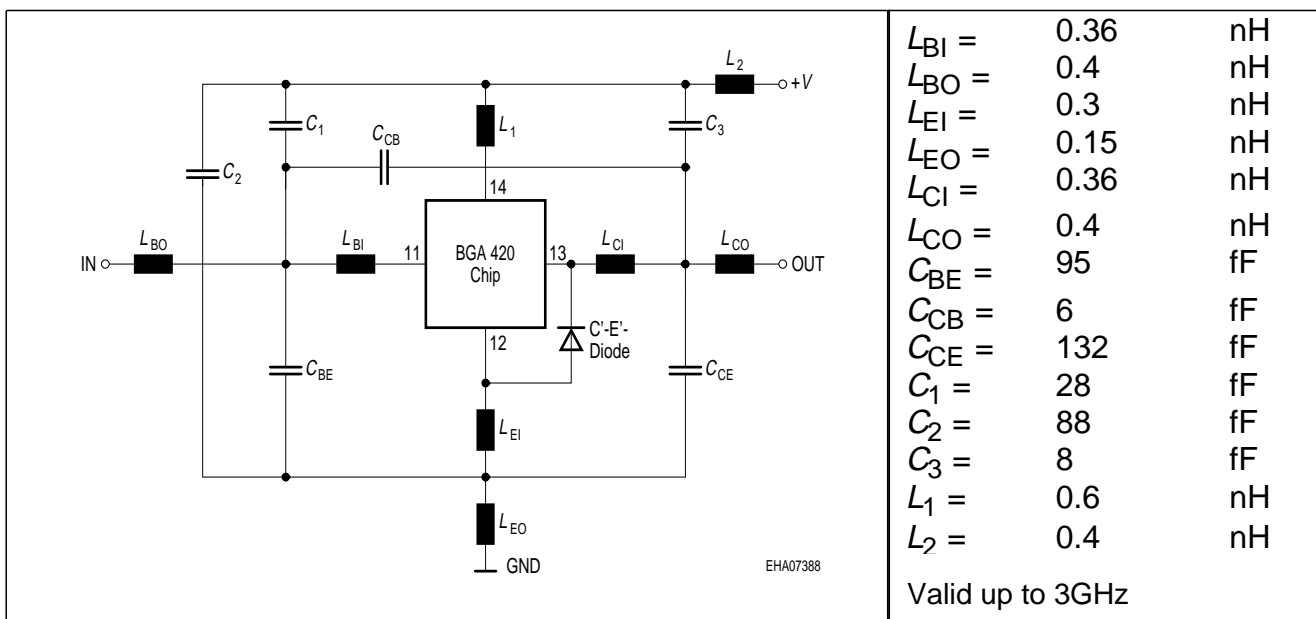 L2
+V
C1
L1
C3
CCB
C2
14
LBO
LBI
11
BGA 420
Chip
13
LCI
LCO
IN
OUT
12
C'-E'-
Diode
CBE
CCE
LEI
LEO
GND
EHA07388
LBI = 0.36 nH
LBO = 0.4 nH
LEI = 0.3 nH
LEO = 0.15 nH
LCI = 0.36 nH
LCO = 0.4 nH
CBE = 95 fF
CCB = 6 fF
CCE = 132 fF
C1 = 28 fF
C2 = 88 fF
C3 = 8 fF
L1 = 0.6 nH
L2 = 0.4 nH
Valid up to 3GHz